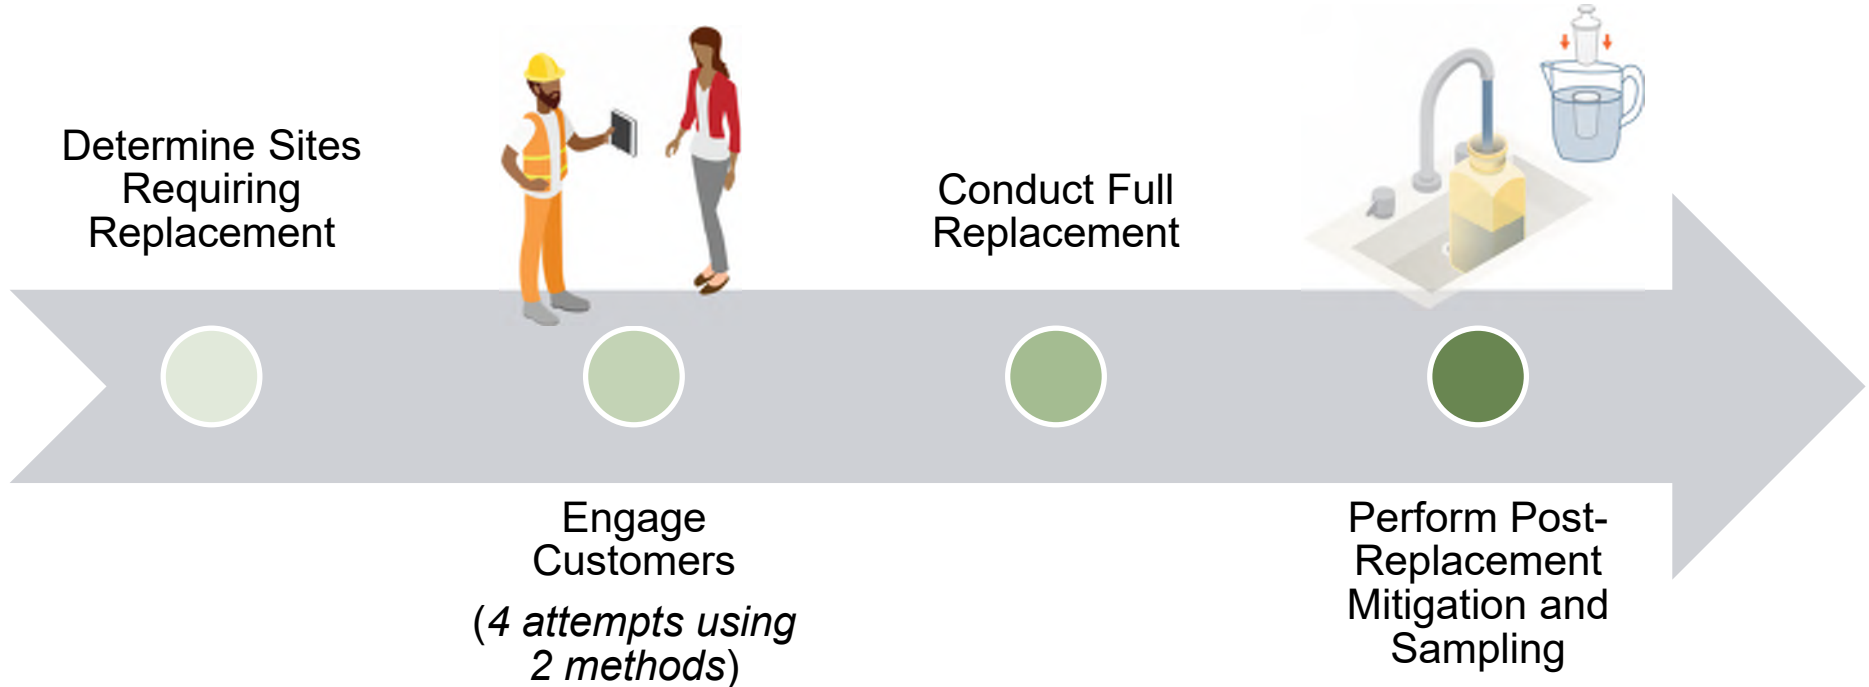 Determine Sites
Requiring
Replacement
Engage
Customers
(4 attempts using
2 methods)
Conduct Full
Replacement
Perform Post-
Replacement
Mitigation and
Sampling